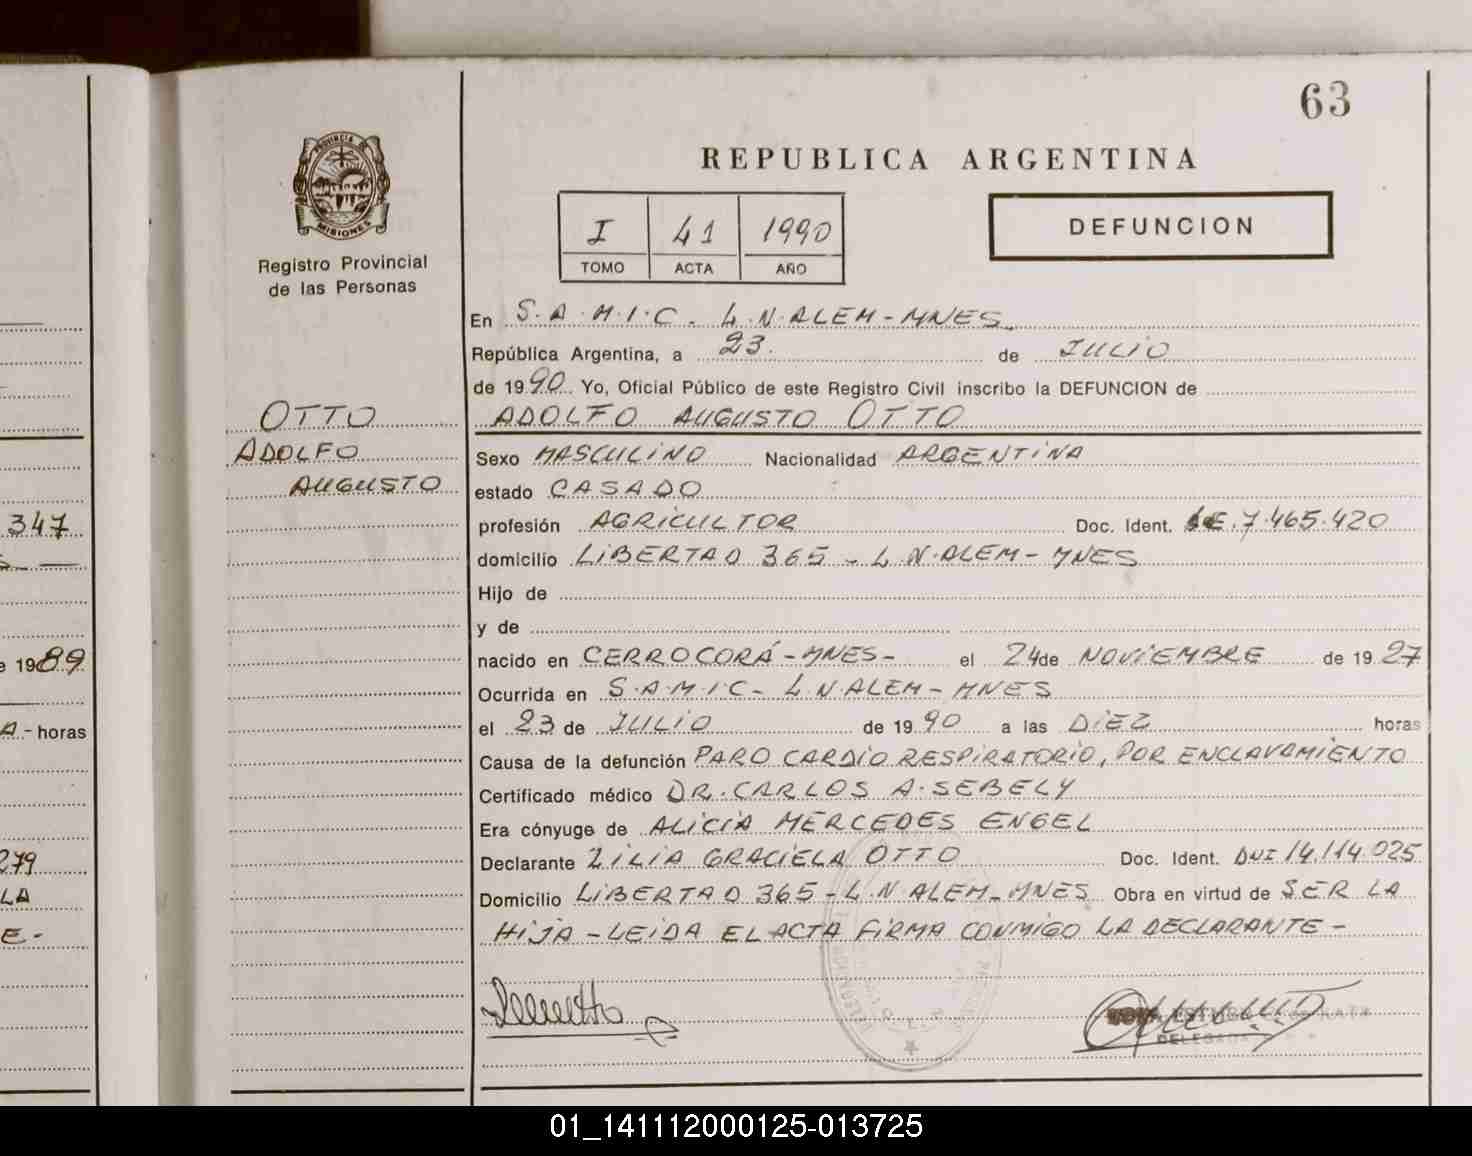 63
PROVINCIA DE
MISIONES
Registro Provincial
de las Personas
REPUBLICA ARGENTINA
I 41 1990
TOMO ACTA AÑO
DEFUNCION
En S.A.M.I.C. L.N.ALEM-MNES
República Argentina, a 23. de JULIO
de 1990 Yo, Oficial Público de este Registro Civil inscribo la DEFUNCION de
ADOLFO AUGUSTO OTTO
OTTO
ADOLFO
AUGUSTO
Sexo MASCULINO Nacionalidad ARGENTINA
estado CASADO
profesión AGRICULTOR Doc. Ident. LE.7.465.420
domicilio LIBERTAD 365 - L.N.ALEM-MNES
Hijo de
y de
nacido en CERROCORÁ-MNES- el 24 de NOVIEMBRE de 1927
Ocurrida en S.A.M.I.C- L.N.ALEM-MNES
el 23 de JULIO de 1990 a las DIEZ horas
Causa de la defunción PARO CARDIO RESPIRATORIO, POR ENCLAVAMIENTO
Certificado médico DR. CARLOS A. SEBELY
Era cónyuge de ALICIA MERCEDES ENGEL
Declarante ZILIA GRACIELA OTTO Doc. Ident. DNI 14.114.025
Domicilio LIBERTAD 365-L.N.ALEM-MNES Obra en virtud de SER LA
HIJA - LEIDA EL ACTA FIRMA CONMIGO LA DECLARANTE-
347
e 1989
A- horas
279
LA
E-
01_141112000125-013725